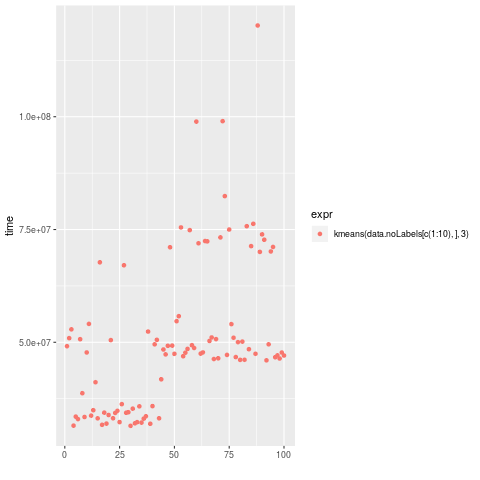 1.0e+08
7.5e+07
5.0e+07
time
0
25
50
75
100
expr
kmeans(data.noLabels[c(1:10), ], 3)